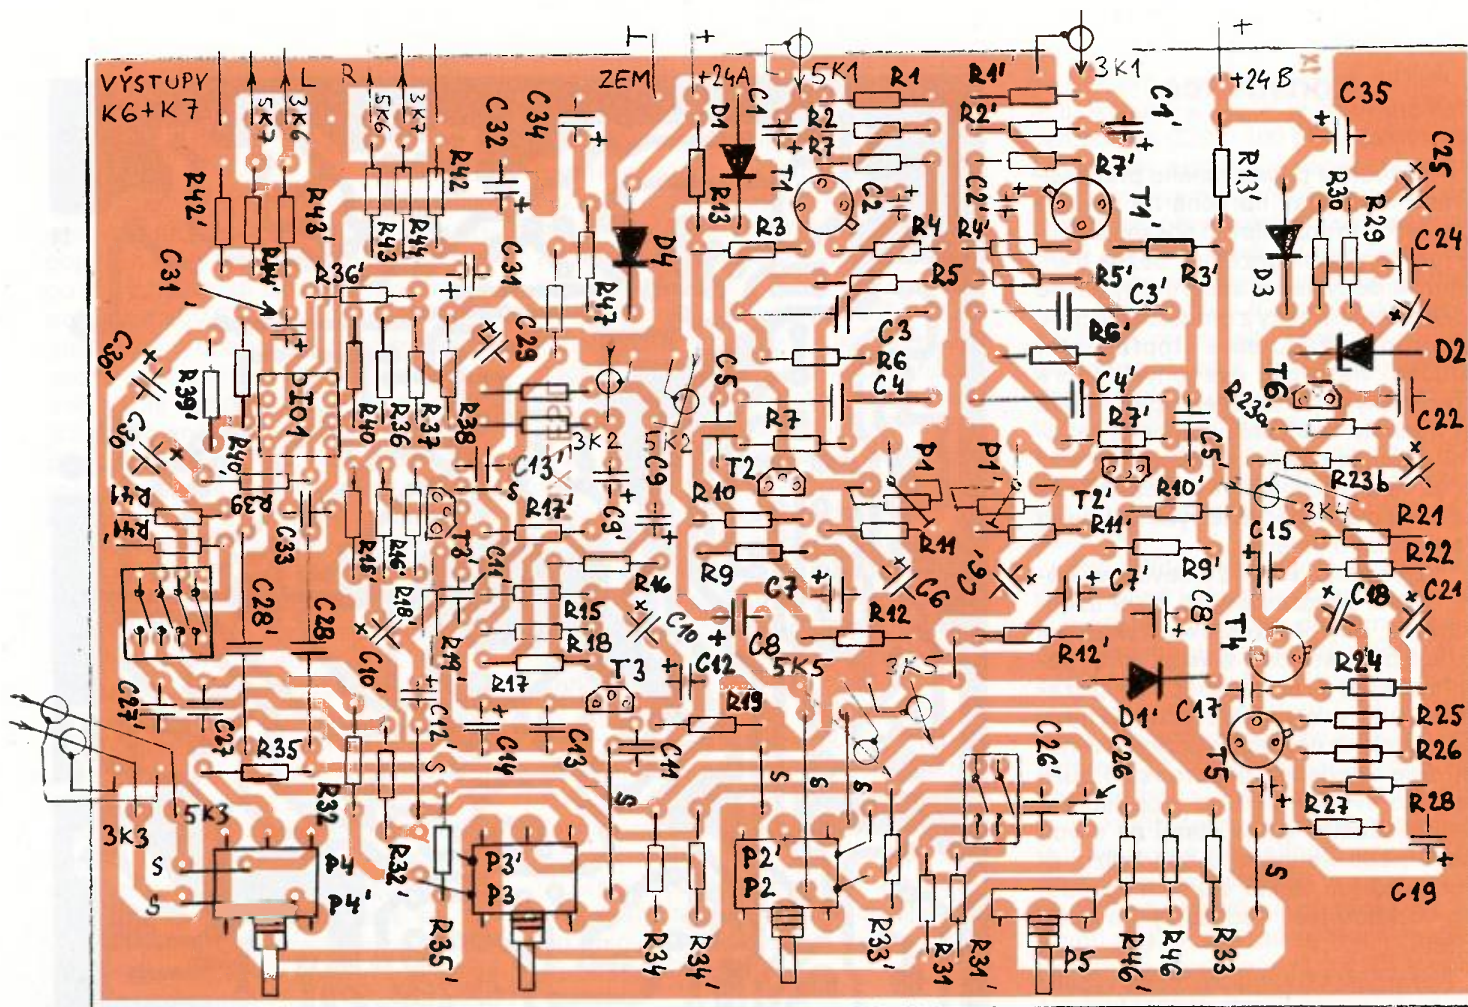 VÝSTUPY
K6+K7
5K7
3K6
L
R
5K6
3K7
ZEM
T
+
+24A
5K1
3K1
+
+24B
C32
C34
D1
C1
R1
R1'
R2
R2'
R7
R7'
C1'
C35
C25
R42'
R43'
R44'
R42
R43
R44
R13
T1
C2
C2'
T1'
R13'
R30
R29
C24
C31'
R36'
C31
C29
R47
D4
R3
R4
R4'
R3'
R5
R5'
D3
C3
C3'
R6
R6'
D2
C30'
C30
R39'
R40'
DIO1
R40
R36
R37
R38
3K2
5K2
C5
C4
C4'
R7
R7'
C5'
T6
R23a
C22
R23b
R41
R41'
R39
C33
C13'
S
R17'
C9'
C9
R10
T2
P1
P1'
T2'
R10'
3K4
R21
R22
R15'
R16'
R18'
T3'
C11'
R16
R9
R11
R11'
R9'
C15
C18
C21
C28'
C28
C10'
R19'
R15
R18
R17
C10
C12
C8
C7
C6
C6'
C7'
R12
R12'
C8'
T4
R24
T3
5K5
3K5
D1'
C17
C27'
C27
R35
C12'
C14
C13
C11
R19
C26'
C26
T5
R25
R26
R27
R28
3K3
5K3
R32
R32'
S
S
S
S
S
S
S
S
P4
P4'
R35'
P3'
P3
R34
R34'
P2'
P2
R33'
R31
R31'
P5
R46'
R46
R33
C19